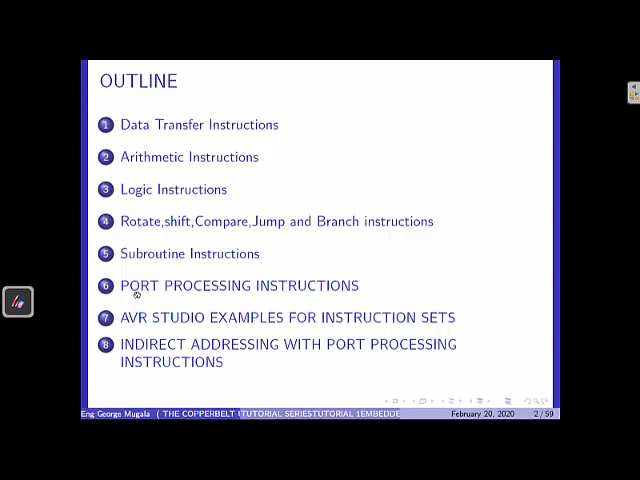 OUTLINE
1 Data Transfer Instructions
2 Arithmetic Instructions
3 Logic Instructions
4 Rotate,shift,Compare,Jump and Branch instructions
5 Subroutine Instructions
6 PORT PROCESSING INSTRUCTIONS
7 AVR STUDIO EXAMPLES FOR INSTRUCTION SETS
8 INDIRECT ADDRESSING WITH PORT PROCESSING
INSTRUCTIONS
Eng George Mugala ( THE COPPERBELT UTUTORIAL SERIESTUTORIAL 1EMBEDDE February 20, 2020 2 / 59